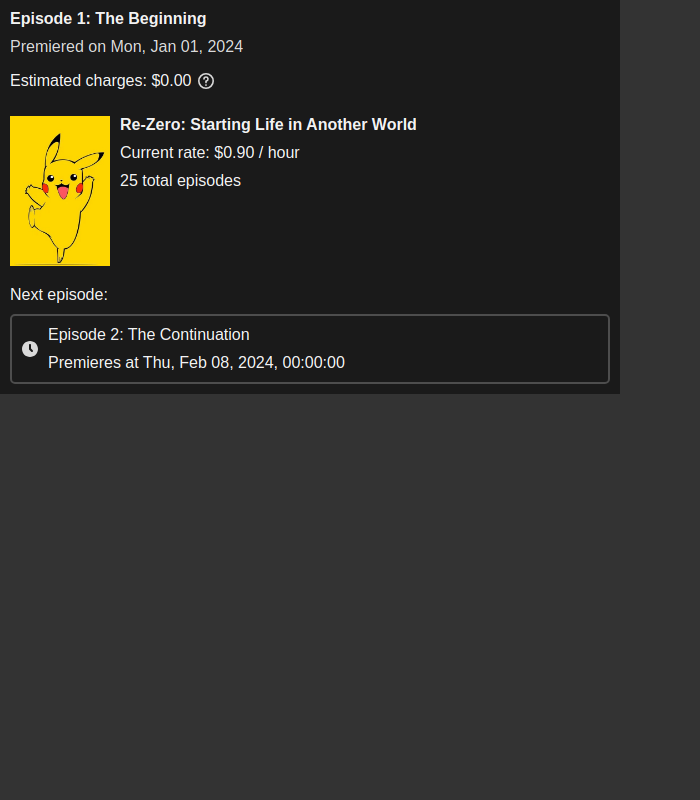 Episode 1: The Beginning
Premiered on Mon, Jan 01, 2024
Estimated charges: $0.00
Re-Zero: Starting Life in Another World
Current rate: $0.90 / hour
25 total episodes
Next episode:
Episode 2: The Continuation
Premieres at Thu, Feb 08, 2024, 00:00:00